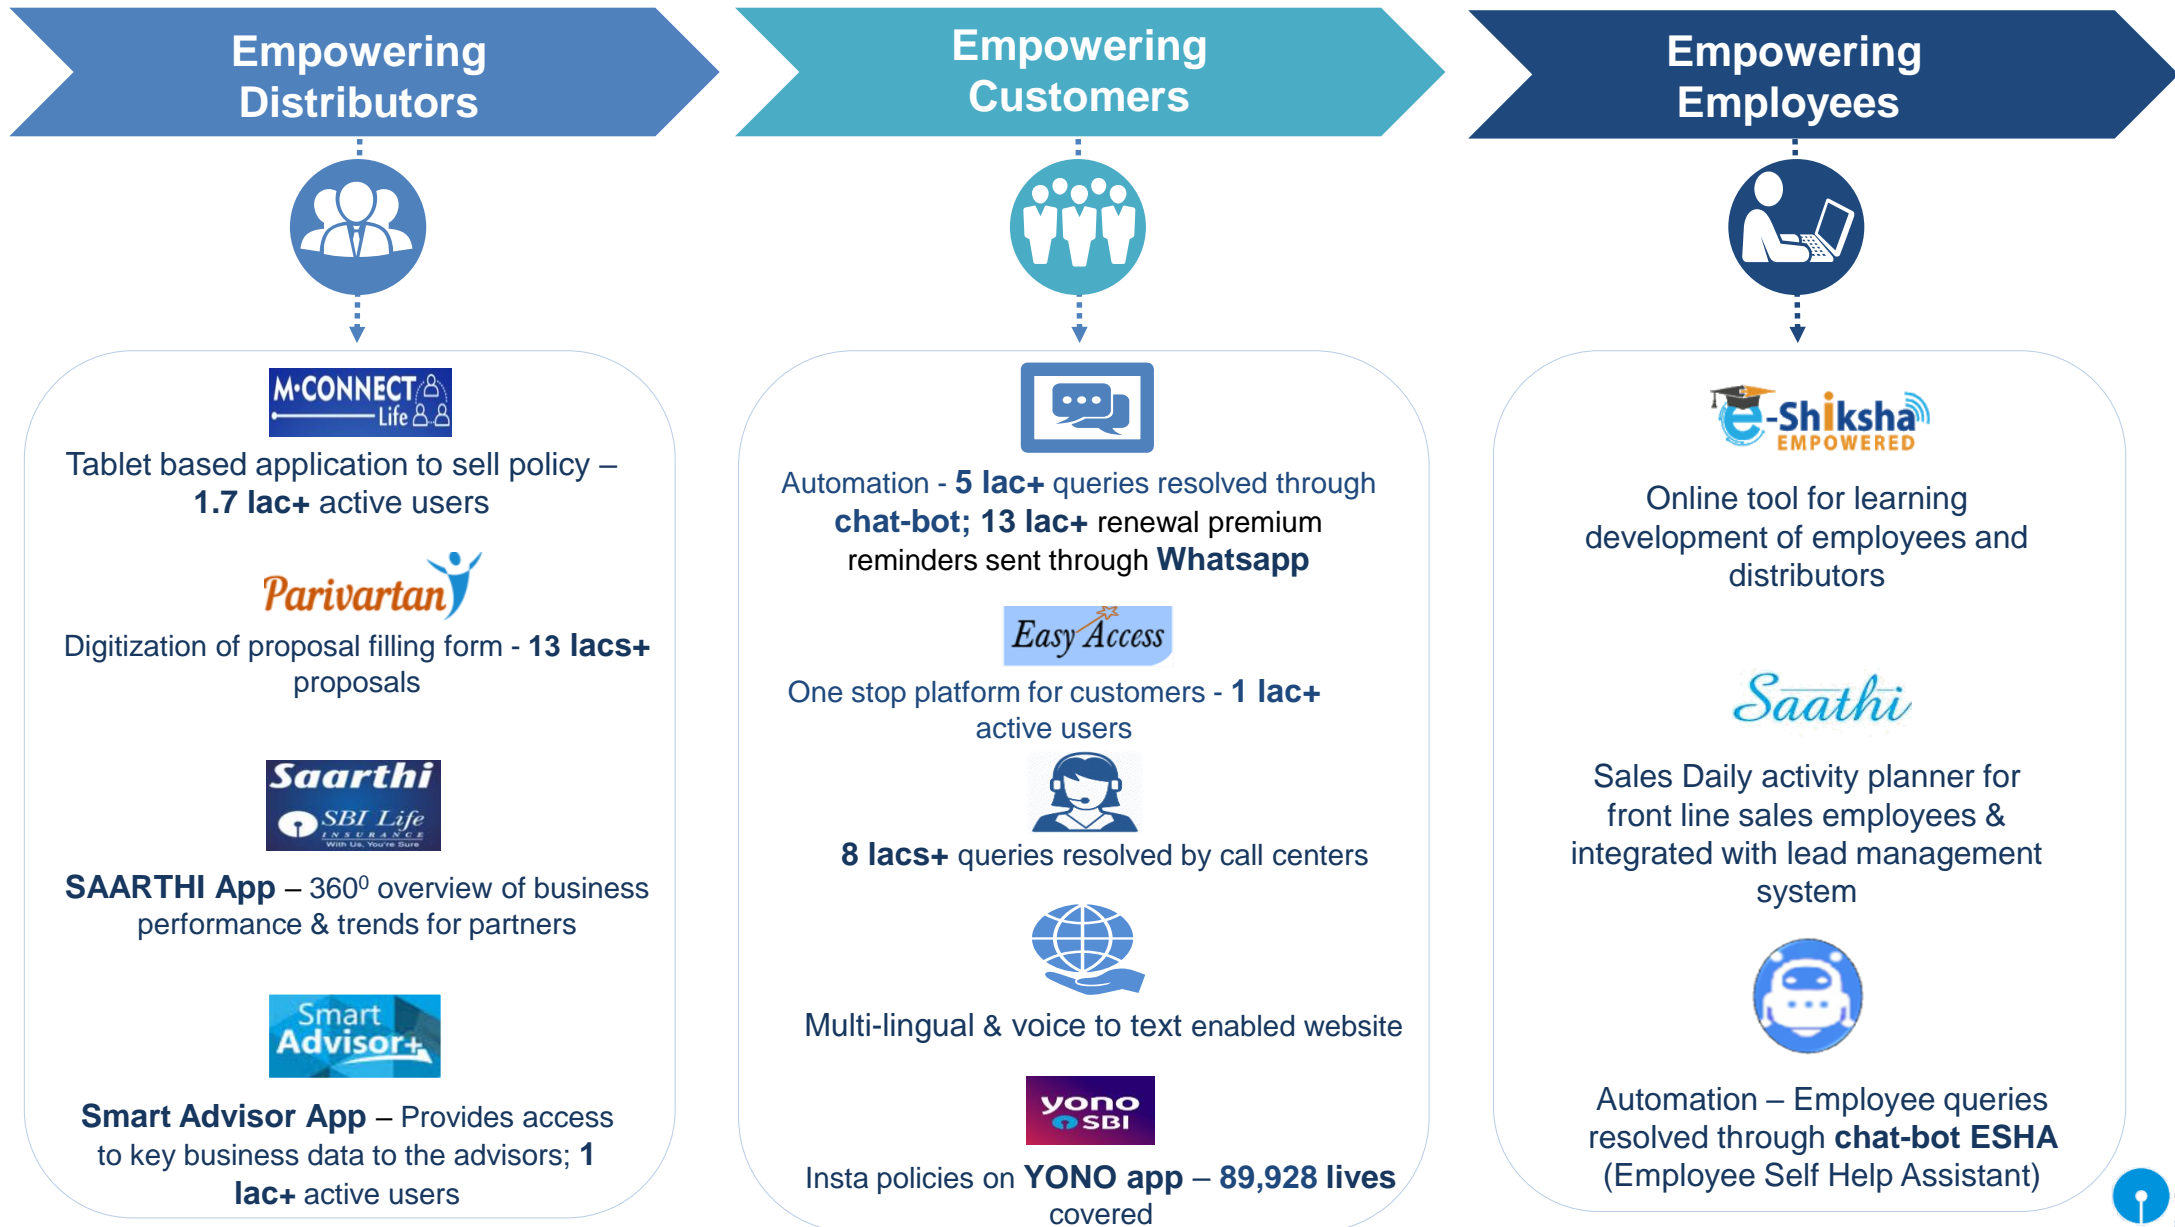 Empowering
Distributors
M·CONNECT
Life
Tablet based application to sell policy –
1.7 lac+ active users
Parivartan
Digitization of proposal filling form - 13 lacs+
proposals
Saarthi
SBI Life
INSURANCE
With Us, You're Sure
SAARTHI App – 360⁰ overview of business
performance & trends for partners
Smart
Advisor+
Smart Advisor App – Provides access
to key business data to the advisors; 1
lac+ active users
Empowering
Customers
Automation - 5 lac+ queries resolved through
chat-bot; 13 lac+ renewal premium
reminders sent through Whatsapp
Easy Access
One stop platform for customers - 1 lac+
active users
8 lacs+ queries resolved by call centers
Multi-lingual & voice to text enabled website
yono
SBI
Insta policies on YONO app – 89,928 lives
covered
Empowering
Employees
e-Shiksha
EMPOWERED
Online tool for learning
development of employees and
distributors
Saathi
Sales Daily activity planner for
front line sales employees &
integrated with lead management
system
Automation – Employee queries
resolved through chat-bot ESHA
(Employee Self Help Assistant)